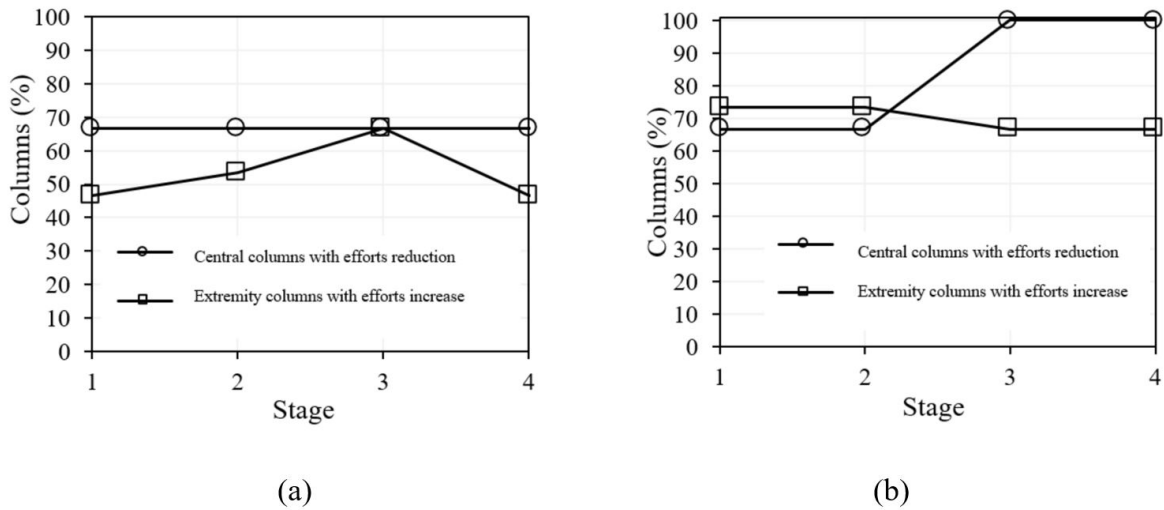 100
90
80
70
60
50
40
30
20
10
0
Columns (%)
Central columns with efforts reduction
Extremity columns with efforts increase
1 2 3 4
Stage
(a)
100
90
80
70
60
50
40
30
20
10
0
Columns (%)
Central columns with efforts reduction
Extremity columns with efforts increase
1 2 3 4
Stage
(b)